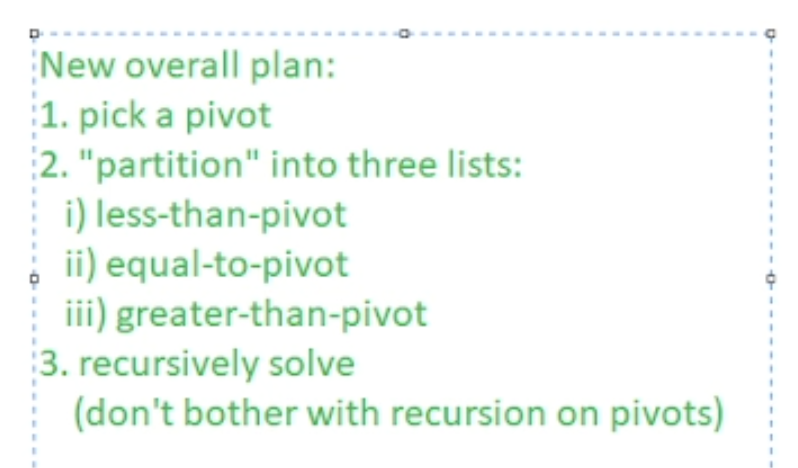 New overall plan:
1. pick a pivot
2. "partition" into three lists:
i) less-than-pivot
ii) equal-to-pivot
iii) greater-than-pivot
3. recursively solve
(don't bother with recursion on pivots)